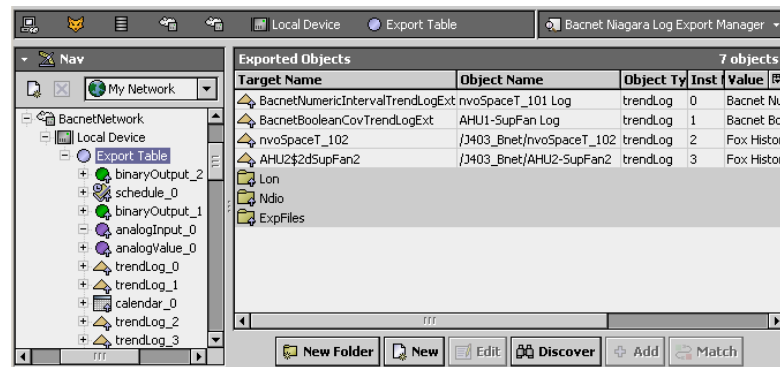 Local Device Export Table Bacnet Niagara Log Export Manager
Nav
My Network
BacnetNetwork
Local Device
Export Table
binaryOutput_2
schedule_0
binaryOutput_1
analogInput_0
analogValue_0
trendLog_0
trendLog_1
calendar_0
trendLog_2
trendLog_3
Exported Objects 7 objects
Target Name Object Name Object Ty Inst Value
BacnetNumericIntervalTrendLogExt nvoSpaceT_101 Log trendLog 0 Bacnet Nu
BacnetBooleanCovTrendLogExt AHU1-SupFan Log trendLog 1 Bacnet Bo
nvoSpaceT_102 /J403_Bnet/nvoSpaceT_102 trendLog 2 Fox Histor
AHU2$2dSupFan2 /J403_Bnet/AHU2-SupFan2 trendLog 3 Fox Histor
Lon
Ndio
ExpFiles
New Folder New Edit Discover Add Match